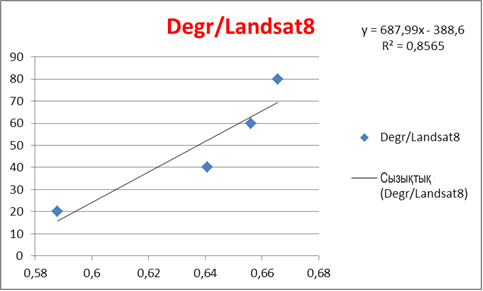 Degr/Landsat8
y = 687,99x - 388,6
R² = 0,8565
90
80
70
60
50
40
30
20
10
0
0,58 0,6 0,62 0,64 0,66 0,68
Degr/Landsat8
Сызықтық
(Degr/Landsat8)